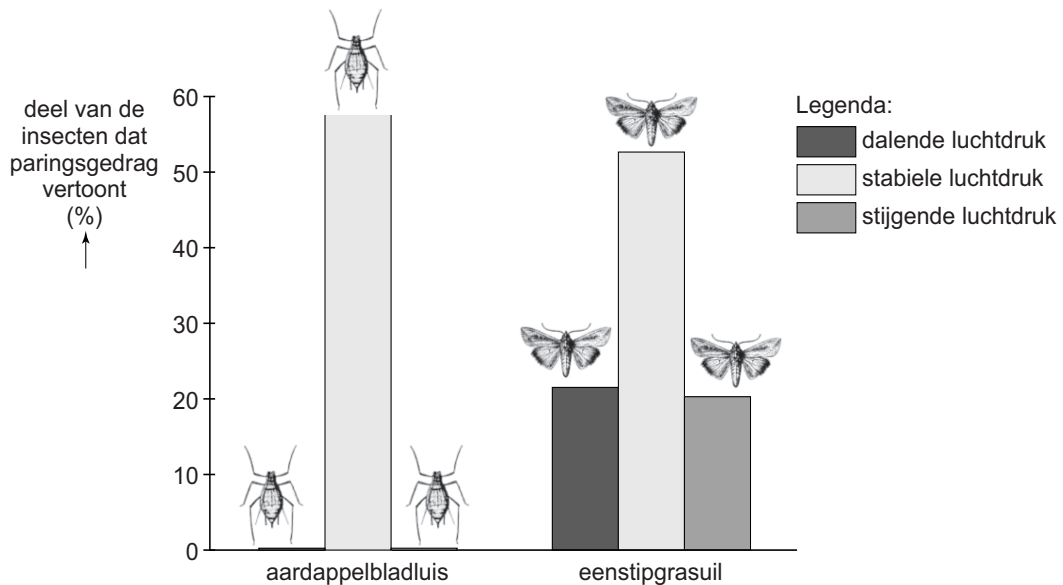 deel van de
insecten dat
paringsgedrag
vertoont
(%)
60
50
40
30
20
10
0
aardappelbladluis
eenstipgrasuil
Legenda:
dalende luchtdruk
stabiele luchtdruk
stijgende luchtdruk